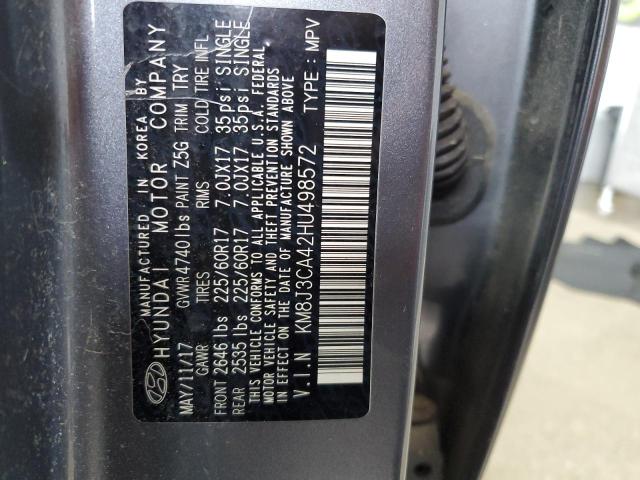 MANUFACTURED IN KOREA BY
HYUNDAI MOTOR COMPANY
MAY/11/17 GVWR 4740 lbs PAINT Z5G TRIM TRY
GAWR TIRES RIMS COLD TIRE INFL
FRONT 2646 lbs 225/60R17 7.0JX17 35psi SINGLE
REAR 2535 lbs 225/60R17 7.0JX17 35psi SINGLE
THIS VEHICLE CONFORMS TO ALL APPLICABLE U.S.A. FEDERAL
MOTOR VEHICLE SAFETY AND THEFT PREVENTION STANDARDS
IN EFFECT ON THE DATE OF MANUFACTURE SHOWN ABOVE
V.I.N KM8J3CA42HU498572 TYPE : MPV